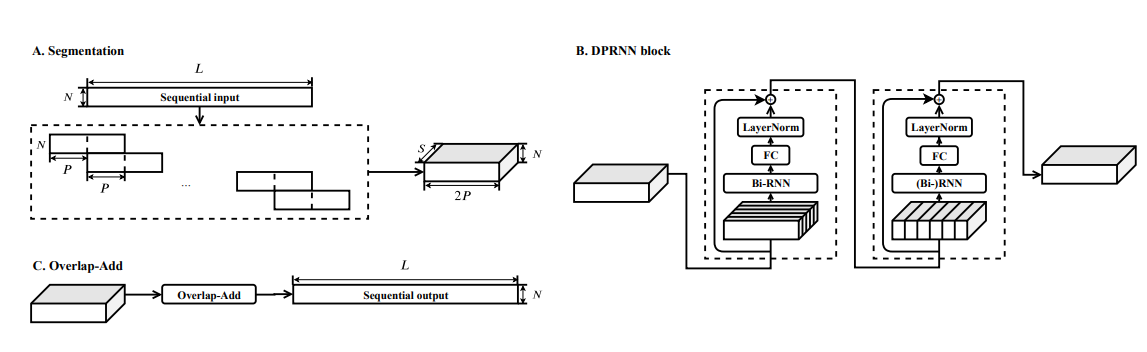 A. Segmentation
L
N
Sequential input
N
P
P
...
S
N
2P
B. DPRNN block
+
LayerNorm
FC
Bi-RNN
+
LayerNorm
FC
(Bi-)RNN
C. Overlap-Add
L
Overlap-Add
Sequential output
N